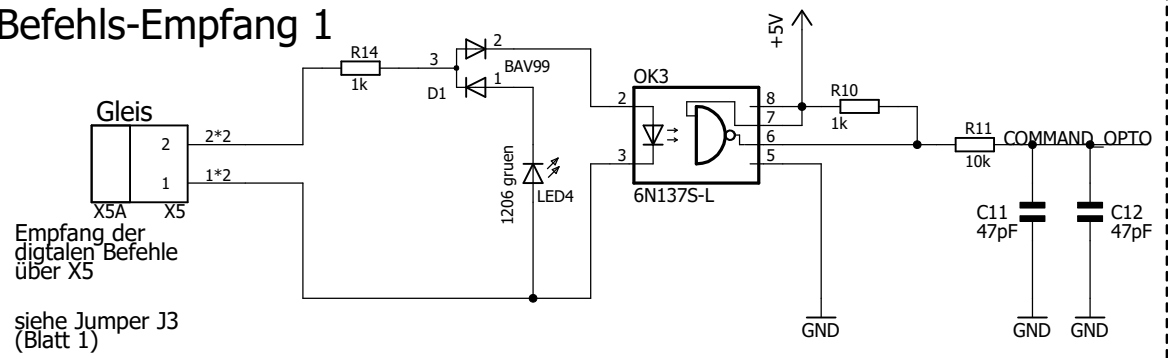 Befehls-Empfang 1
R14
1k
3
2
BAV99
1
D1
Gleis
2
2*2
1
1*2
X5A
X5
Empfang der
digtalen Befehle
über X5
siehe Jumper J3
(Blatt 1)
1206 gruen
LED4
OK3
2
3
8
7
6
5
6N137S-L
+5V
R10
1k
R11
10k
COMMAND_OPTO
C11
47pF
C12
47pF
GND
GND
GND